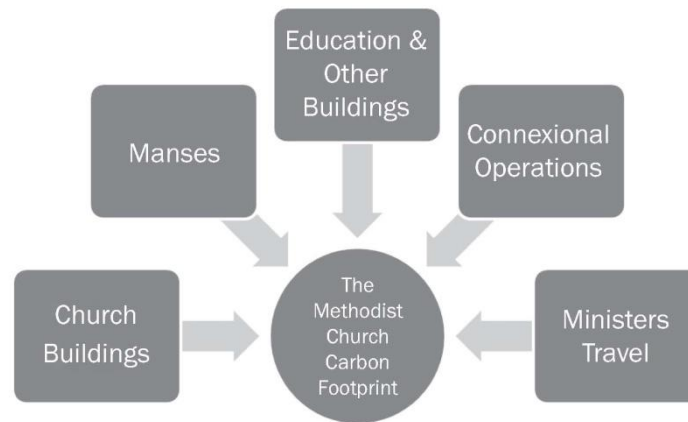 Education &
Other
Buildings
Manses
Connexional
Operations
Church
Buildings
The
Methodist
Church
Carbon
Footprint
Ministers
Travel